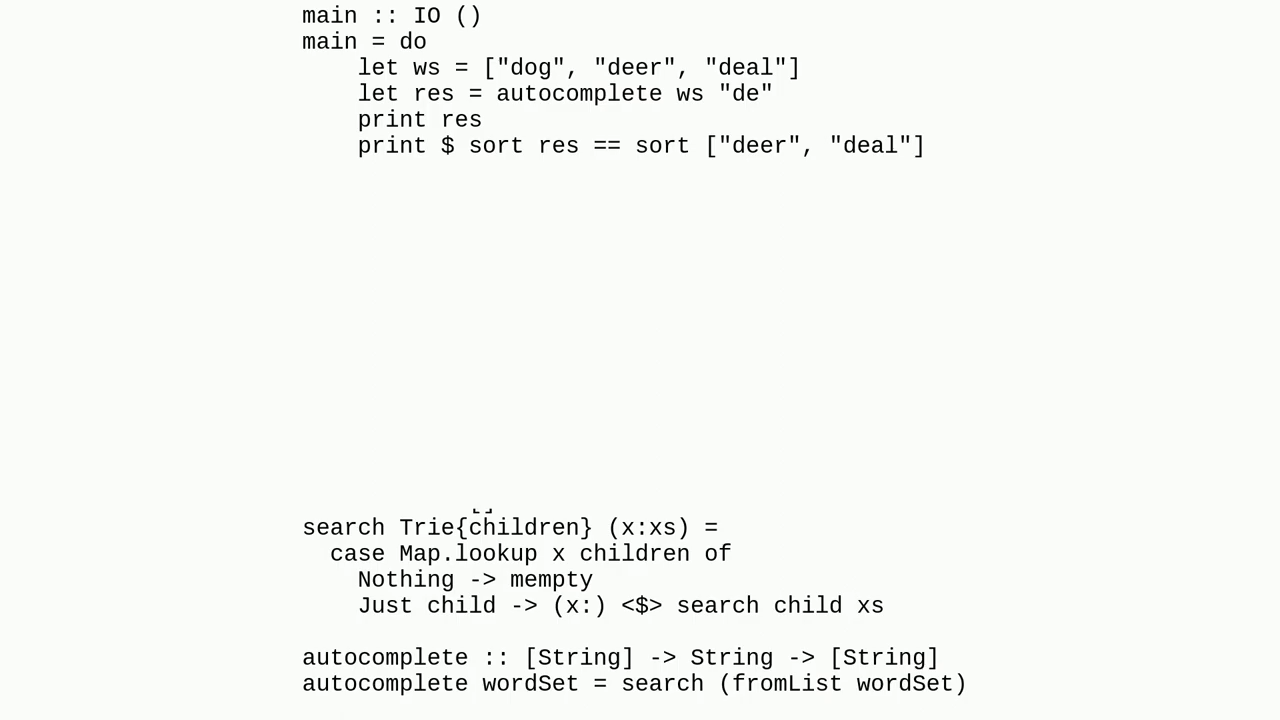 main :: IO ()
main = do
    let ws = ["dog", "deer", "deal"]
    let res = autocomplete ws "de"
    print res
    print $ sort res == sort ["deer", "deal"]
search Trie{children} (x:xs) =
  case Map.lookup x children of
    Nothing -> mempty
    Just child -> (x:) <$> search child xs
autocomplete :: [String] -> String -> [String]
autocomplete wordSet = search (fromList wordSet)